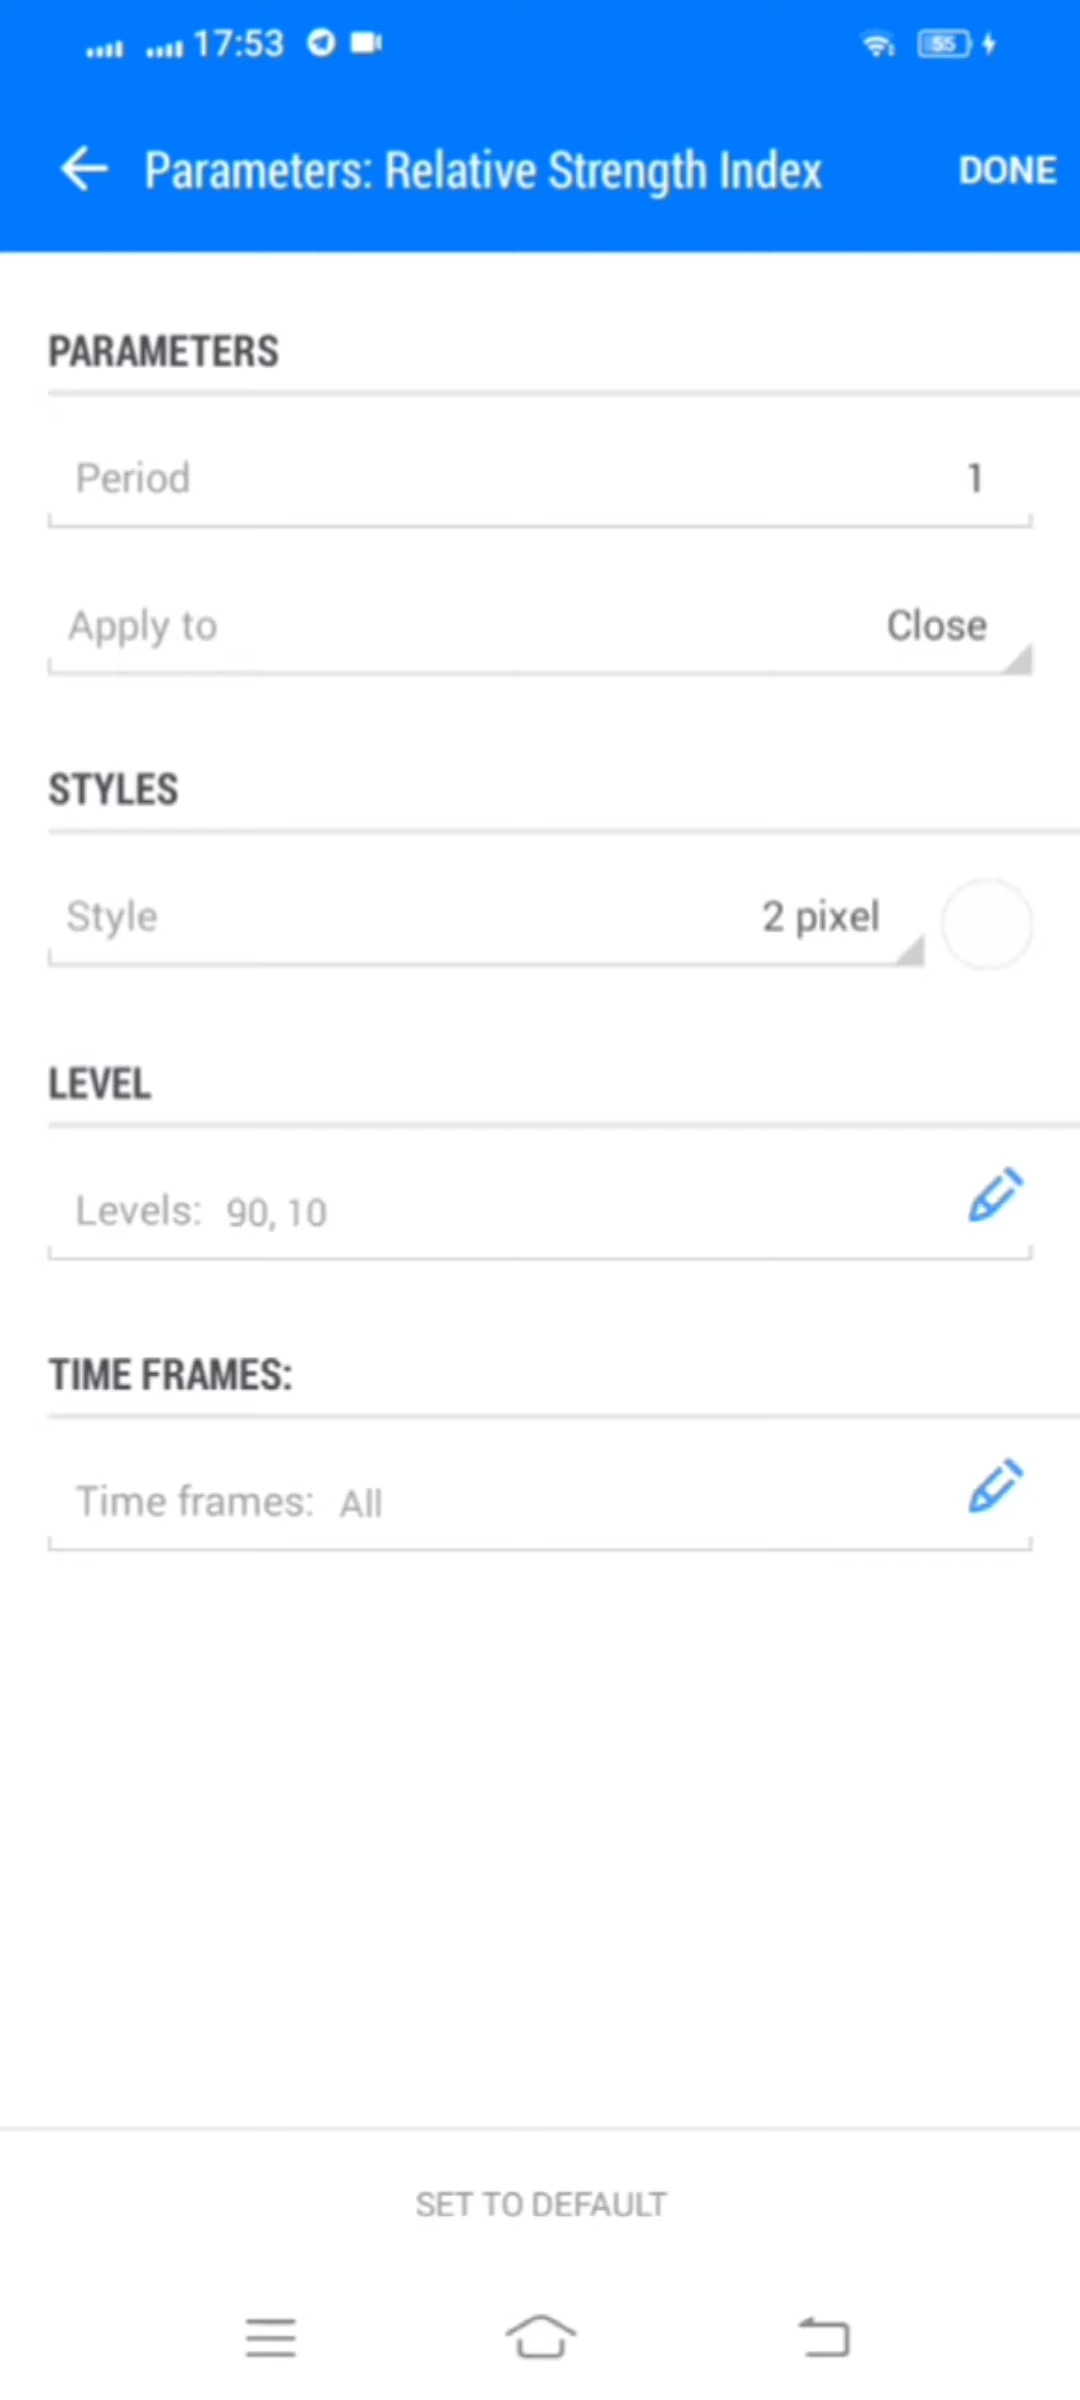 17:53
55
Parameters: Relative Strength Index DONE
PARAMETERS
Period 1
Apply to Close
STYLES
Style 2 pixel
LEVEL
Levels: 90, 10
TIME FRAMES:
Time frames: All
SET TO DEFAULT